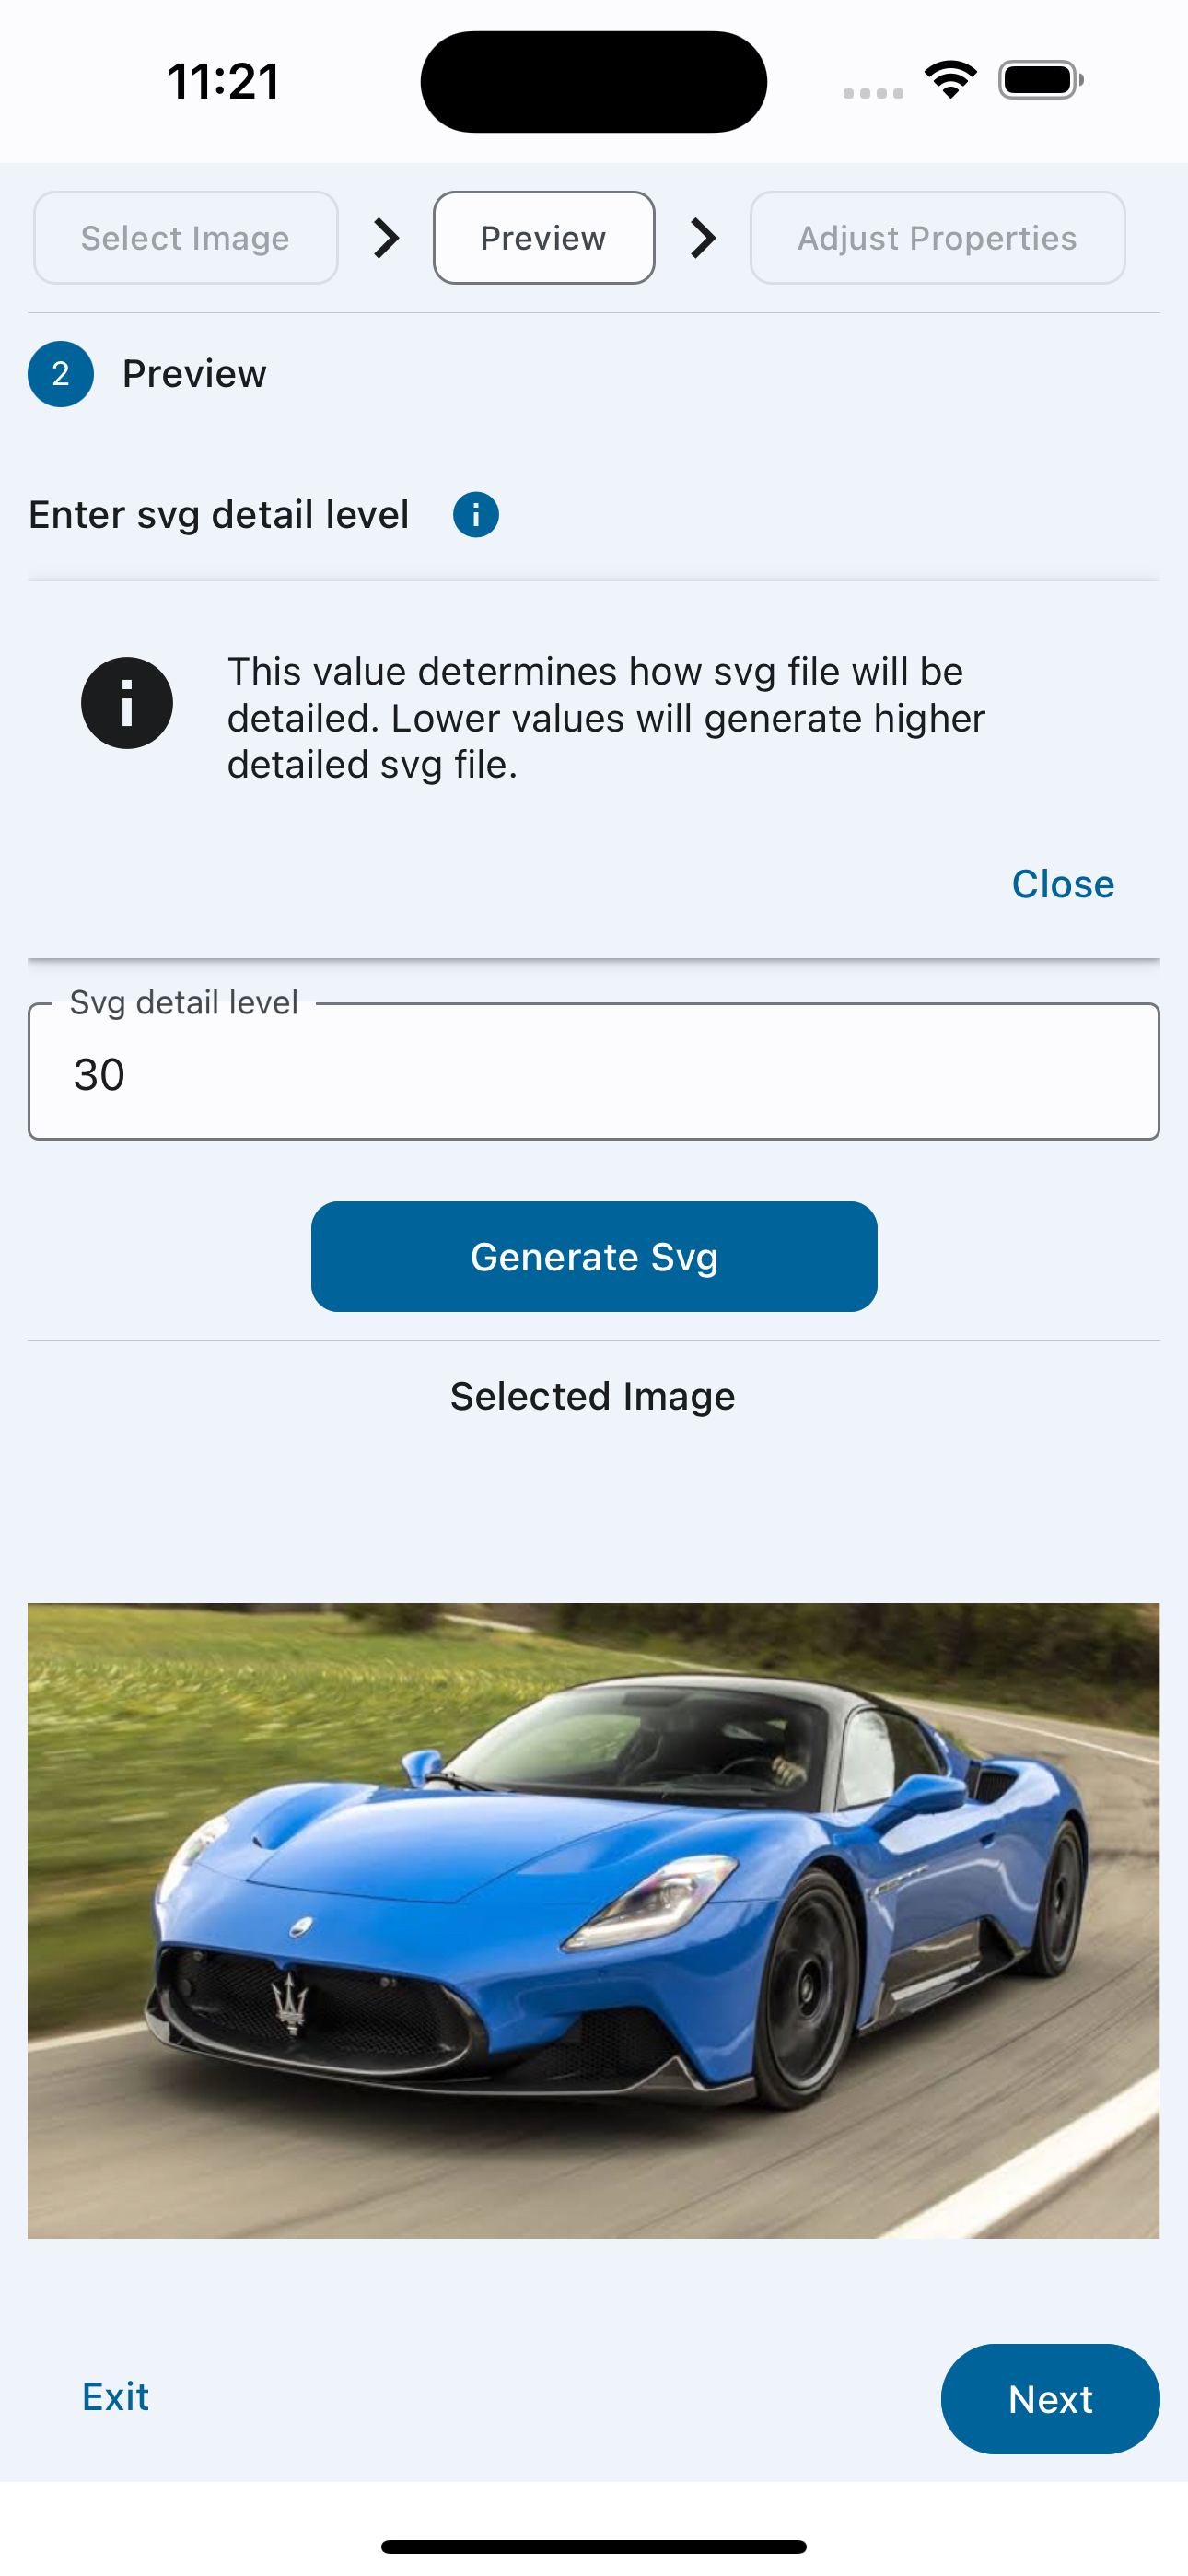 11:21
Select Image
Preview
Adjust Properties
2 Preview
Enter svg detail level
This value determines how svg file will be
detailed. Lower values will generate higher
detailed svg file.
Close
Svg detail level
30
Generate Svg
Selected Image
Exit
Next